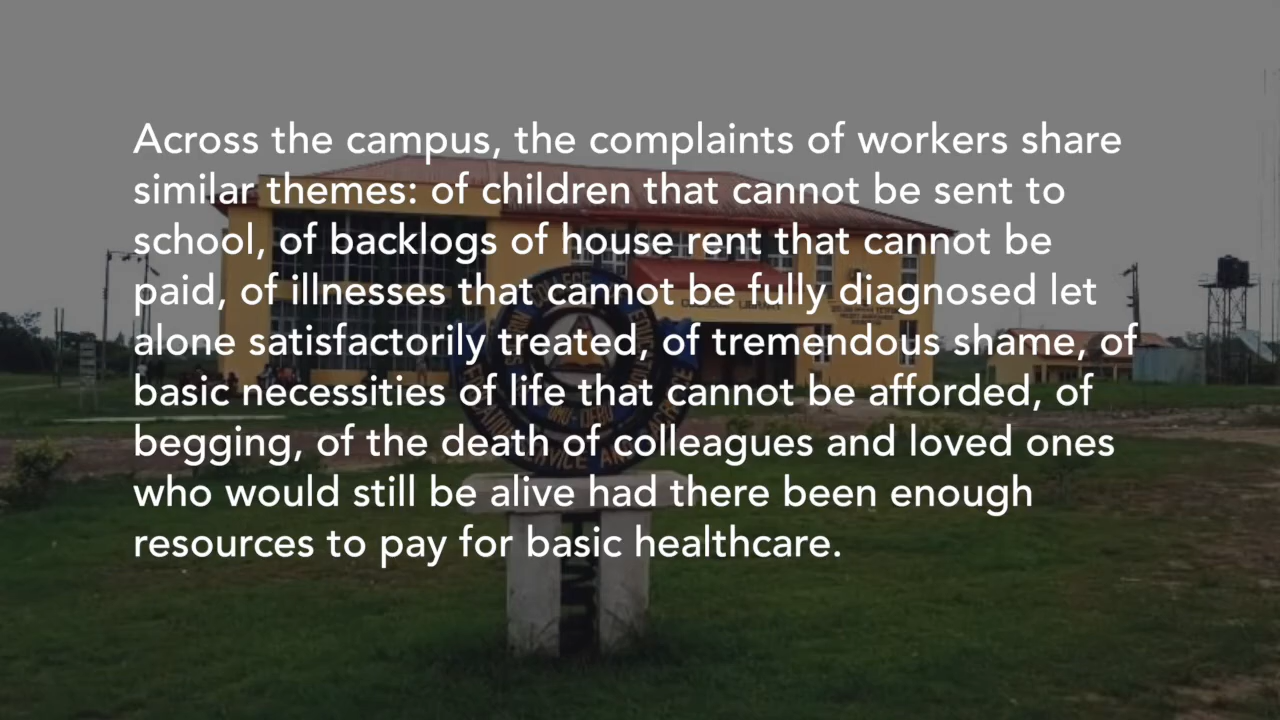 Across the campus, the complaints of workers share
similar themes: of children that cannot be sent to
school, of backlogs of house rent that cannot be
paid, of illnesses that cannot be fully diagnosed let
alone satisfactorily treated, of tremendous shame, of
basic necessities of life that cannot be afforded, of
begging, of the death of colleagues and loved ones
who would still be alive had there been enough
resources to pay for basic healthcare.